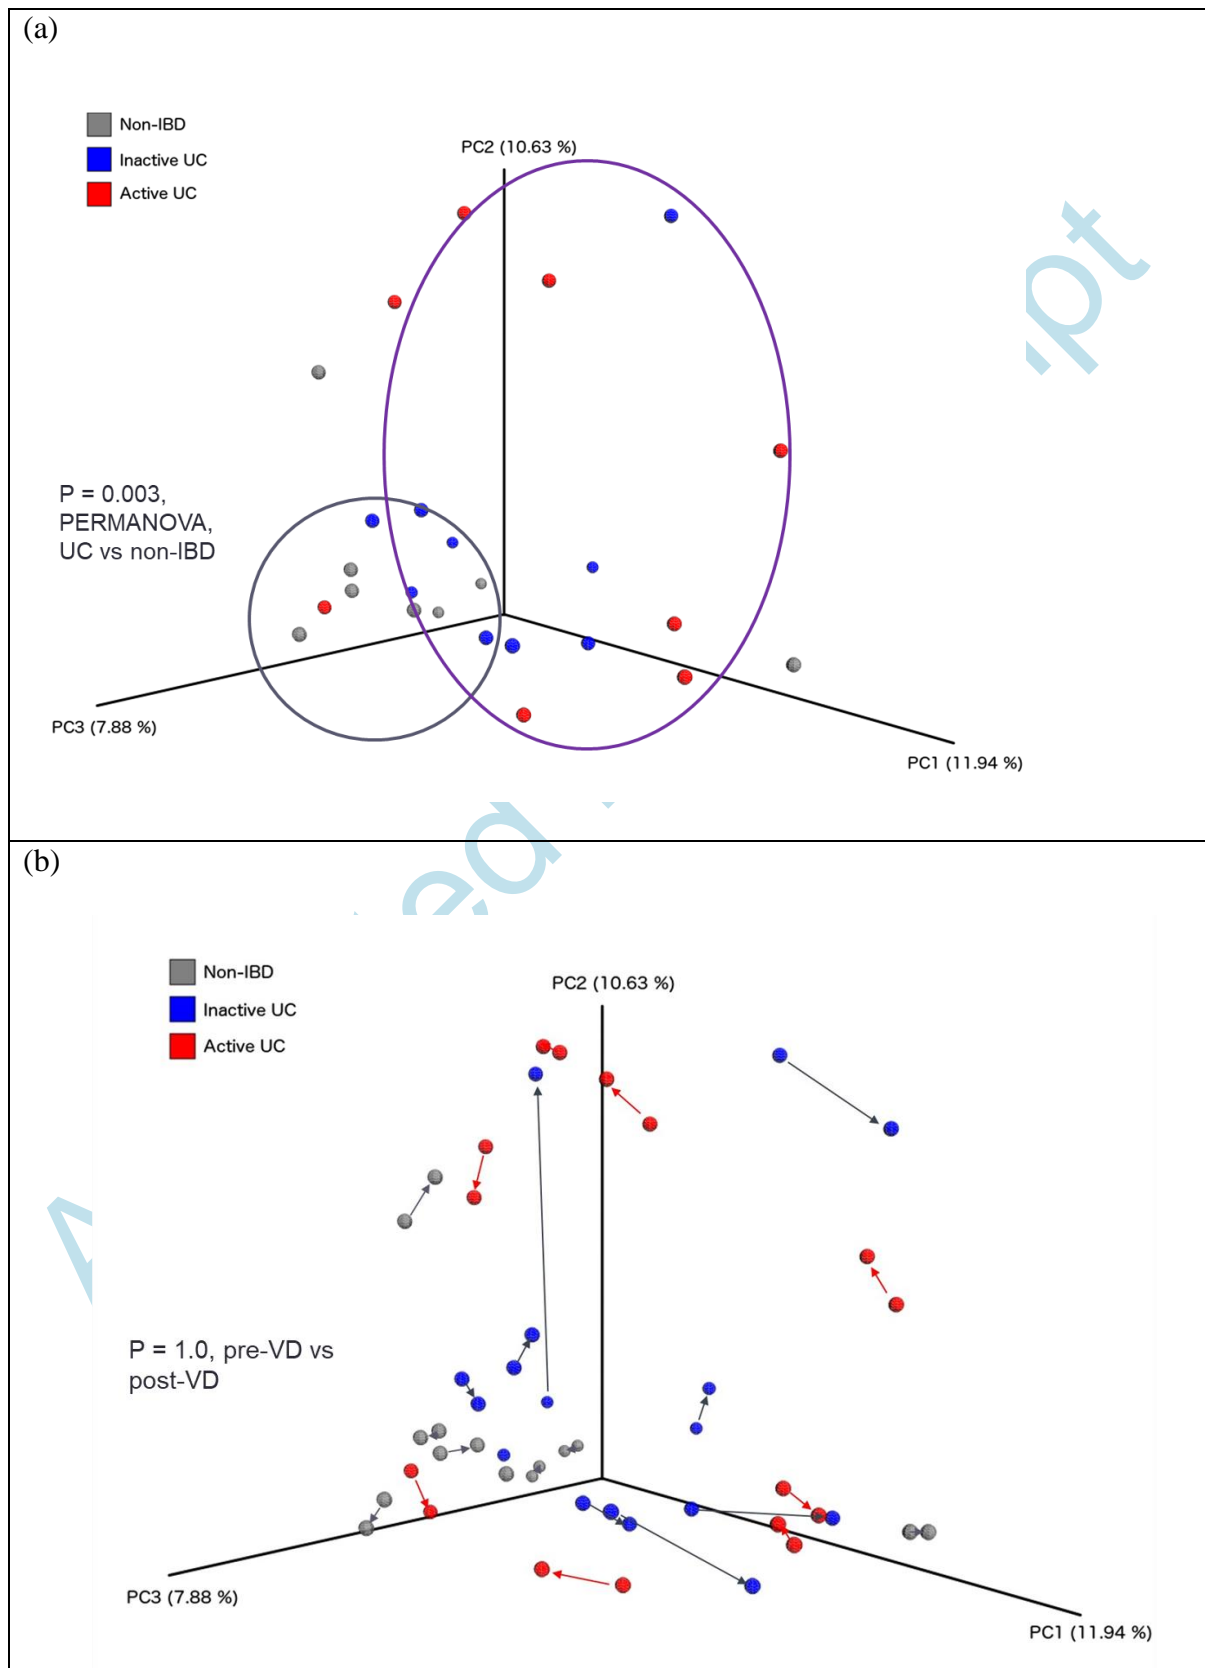 (a)
Non-IBD
Inactive UC
Active UC
PC2 (10.63 %)
P = 0.003,
PERMANOVA,
UC vs non-IBD
PC3 (7.88 %)
PC1 (11.94 %)
(b)
Non-IBD
Inactive UC
Active UC
PC2 (10.63 %)
P = 1.0, pre-VD vs
post-VD
PC3 (7.88 %)
PC1 (11.94 %)